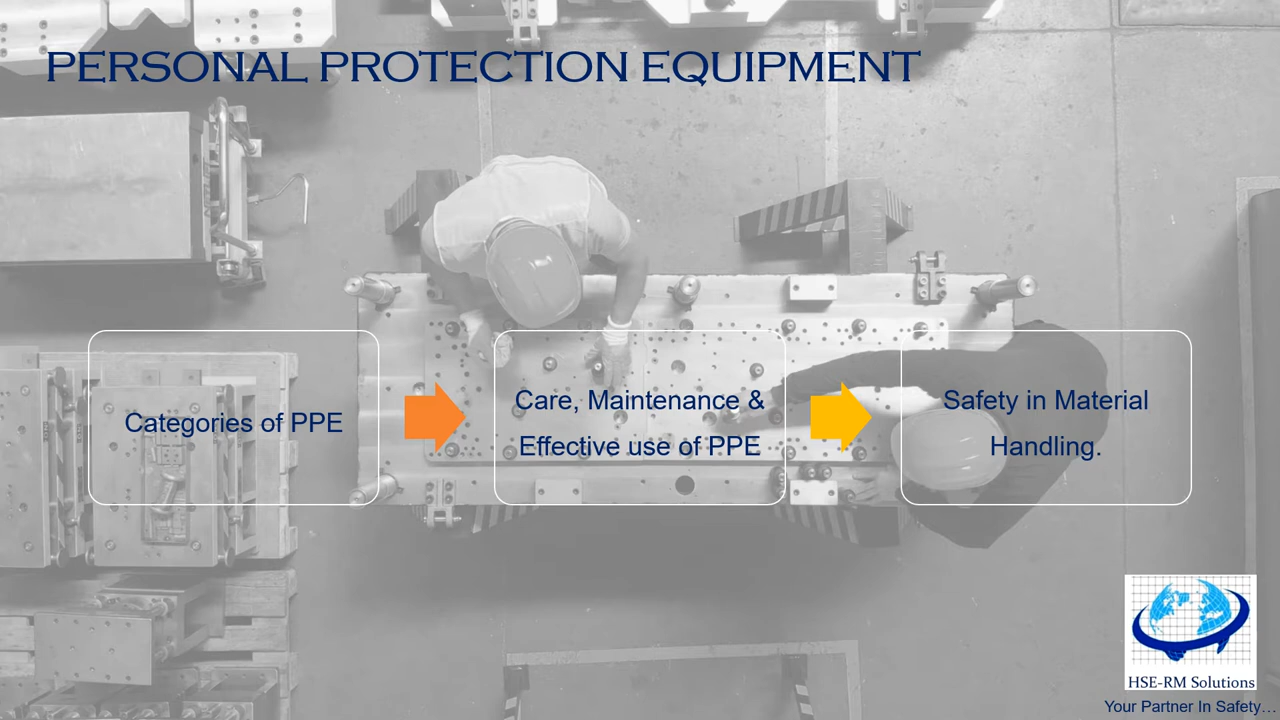 PERSONAL PROTECTION EQUIPMENT
Categories of PPE
Care, Maintenance &
Effective use of PPE
Safety in Material
Handling.
HSE-RM Solutions
Your Partner In Safety…